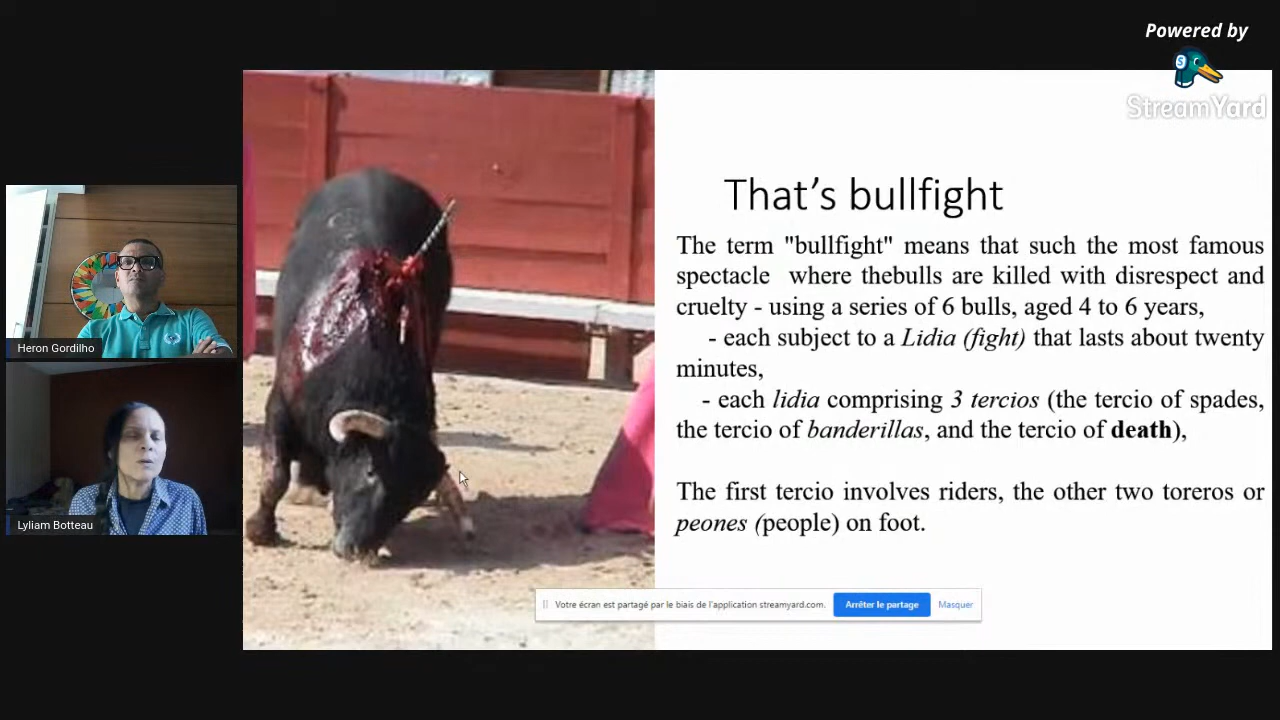 Powered by
StreamYard
That's bullfight
The term "bullfight" means that such the most famous
spectacle where thebulls are killed with disrespect and
cruelty - using a series of 6 bulls, aged 4 to 6 years,
- each subject to a Lidia (fight) that lasts about twenty
minutes,
- each lidia comprising 3 tercios (the tercio of spades,
the tercio of banderillas, and the tercio of death),
The first tercio involves riders, the other two toreros or
peones (people) on foot.
Heron Gordilho
Lyliam Botteau
Votre écran est partagé par le biais de l'application streamyard.com.
Arrêter le partage
Masquer